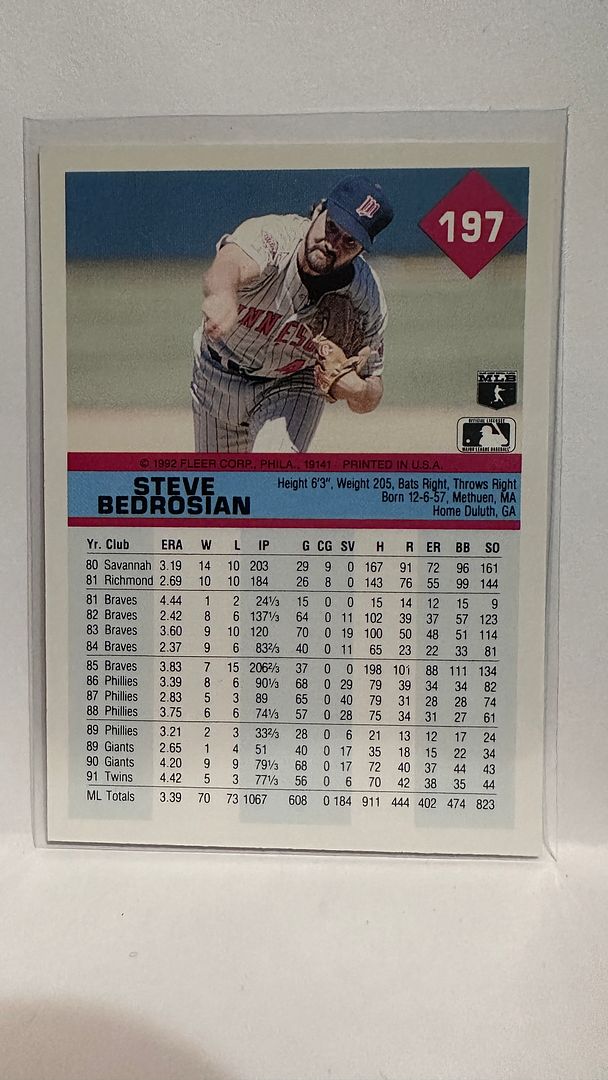 197
M
INNES
MLB
OFFICIAL LICENSEE
MAJOR LEAGUE BASEBALL
© 1992 FLEER CORP., PHILA., 19141 PRINTED IN U.S.A.
STEVE
BEDROSIAN
Height 6'3", Weight 205, Bats Right, Throws Right
Born 12-6-57, Methuen, MA
Home Duluth, GA
Yr. Club ERA W L IP G CG SV H R ER BB SO
80 Savannah 3.19 14 10 203 29 9 0 167 91 72 96 161
81 Richmond 2.69 10 10 184 26 8 0 143 76 55 99 144
81 Braves 4.44 1 2 24⅓ 15 0 0 15 14 12 15 9
82 Braves 2.42 8 6 137⅓ 64 0 11 102 39 37 57 123
83 Braves 3.60 9 10 120 70 0 19 100 50 48 51 114
84 Braves 2.37 9 6 83⅔ 40 0 11 65 23 22 33 81
85 Braves 3.83 7 15 206⅔ 37 0 0 198 101 88 111 134
86 Phillies 3.39 8 6 90⅓ 68 0 29 79 39 34 34 82
87 Phillies 2.83 5 3 89 65 0 40 79 31 28 28 74
88 Phillies 3.75 6 6 74⅓ 57 0 28 75 34 31 27 61
89 Phillies 3.21 2 3 33⅔ 28 0 6 21 13 12 17 24
89 Giants 2.65 1 4 51 40 0 17 35 18 15 22 34
90 Giants 4.20 9 9 79⅓ 68 0 17 72 40 37 44 43
91 Twins 4.42 5 3 77⅓ 56 0 6 70 42 38 35 44
ML Totals 3.39 70 73 1067 608 0 184 911 444 402 474 823